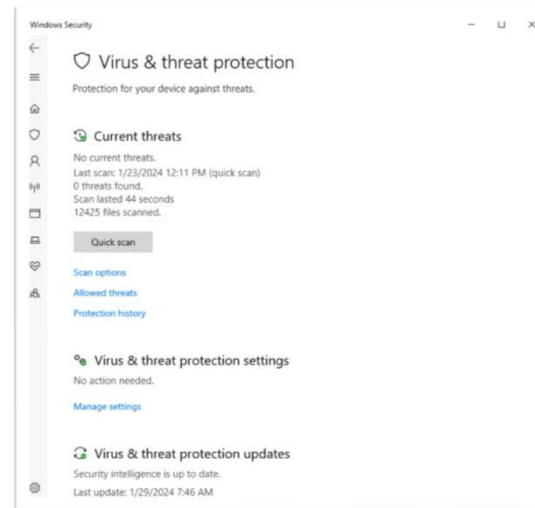 Windows Security
Virus & threat protection
Protection for your device against threats.
Current threats
No current threats.
Last scan: 1/23/2024 12:11 PM (quick scan)
0 threats found.
Scan lasted 44 seconds
12425 files scanned.
Quick scan
Scan options
Allowed threats
Protection history
Virus & threat protection settings
No action needed.
Manage settings
Virus & threat protection updates
Security intelligence is up to date.
Last update: 1/29/2024 7:46 AM